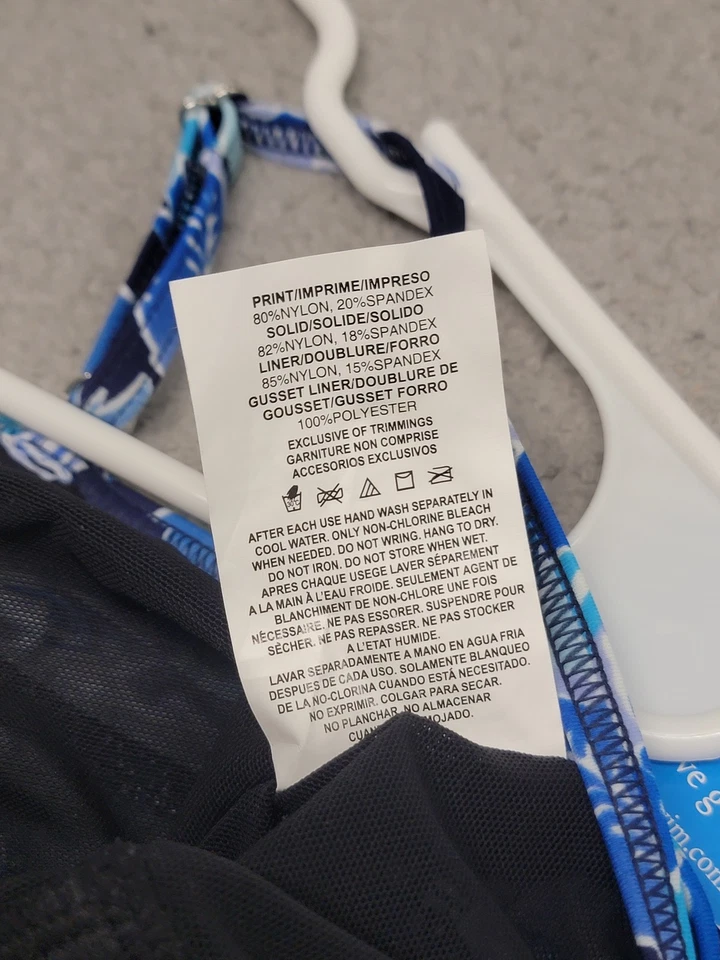 PRINT/IMPRIME/IMPRESO
80%NYLON, 20%SPANDEX
SOLID/SOLIDE/SOLIDO
82%NYLON, 18%SPANDEX
LINER/DOUBLURE/FORRO
85%NYLON, 15%SPANDEX
GUSSET LINER/DOUBLURE DE
GOUSSET/GUSSET FORRO
100%POLYESTER
EXCLUSIVE OF TRIMMINGS
GARNITURE NON COMPRISE
ACCESORIOS EXCLUSIVOS
30°C
AFTER EACH USE HAND WASH SEPARATELY IN
COOL WATER. ONLY NON-CHLORINE BLEACH
WHEN NEEDED. DO NOT WRING. HANG TO DRY.
DO NOT IRON. DO NOT STORE WHEN WET.
APRES CHAQUE USEGE LAVER SÉPAREMENT
A LA MAIN À L'EAU FROIDE. SEULEMENT AGENT DE
BLANCHIMENT DE NON-CHLORE UNE FOIS
NÉCESSAIRE. NE PAS ESSORER. SUSPENDRE POUR
SÊCHER. NE PAS REPASSER. NE PAS STOCKER
A L'ETAT HUMIDE.
LAVAR SEPARADAMENTE A MANO EN AGUA FRIA
DESPUES DE CADA USO. SOLAMENTE BLANQUEO
DE LA NO-CLORINA CUANDO ESTÁ NECESITADO.
NO EXPRIMIR. COLGAR PARA SECAR.
NO PLANCHAR. NO ALMACENAR
MOJADO.